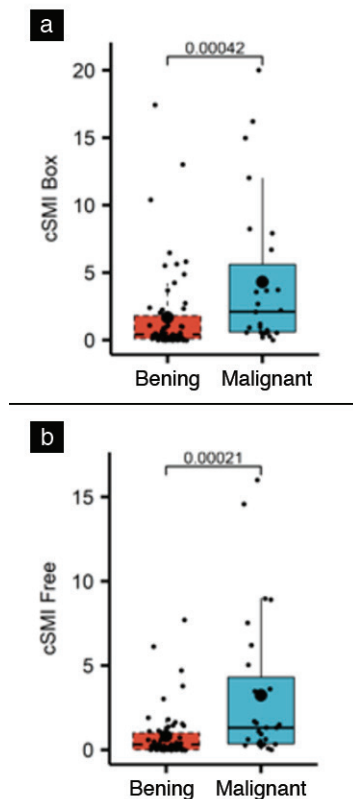 a
0.00042
20
15
10
5
0
cSMI Box
Bening Malignant
b
0.00021
15
10
5
0
cSMI Free
Bening Malignant